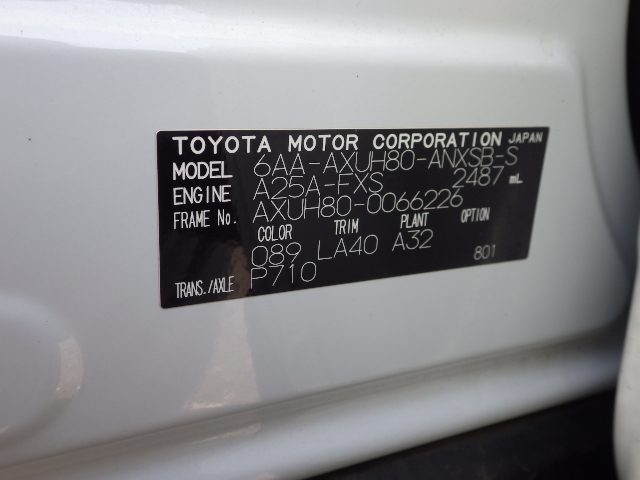 TOYOTA MOTOR CORPORATION JAPAN
MODEL 6AA-AXUH80-ANXSB-S
ENGINE A25A-FXS 2487 mL
FRAME No. AXUH80-0066226
COLOR TRIM PLANT OPTION
089 LA40 A32 801
TRANS./AXLE P710